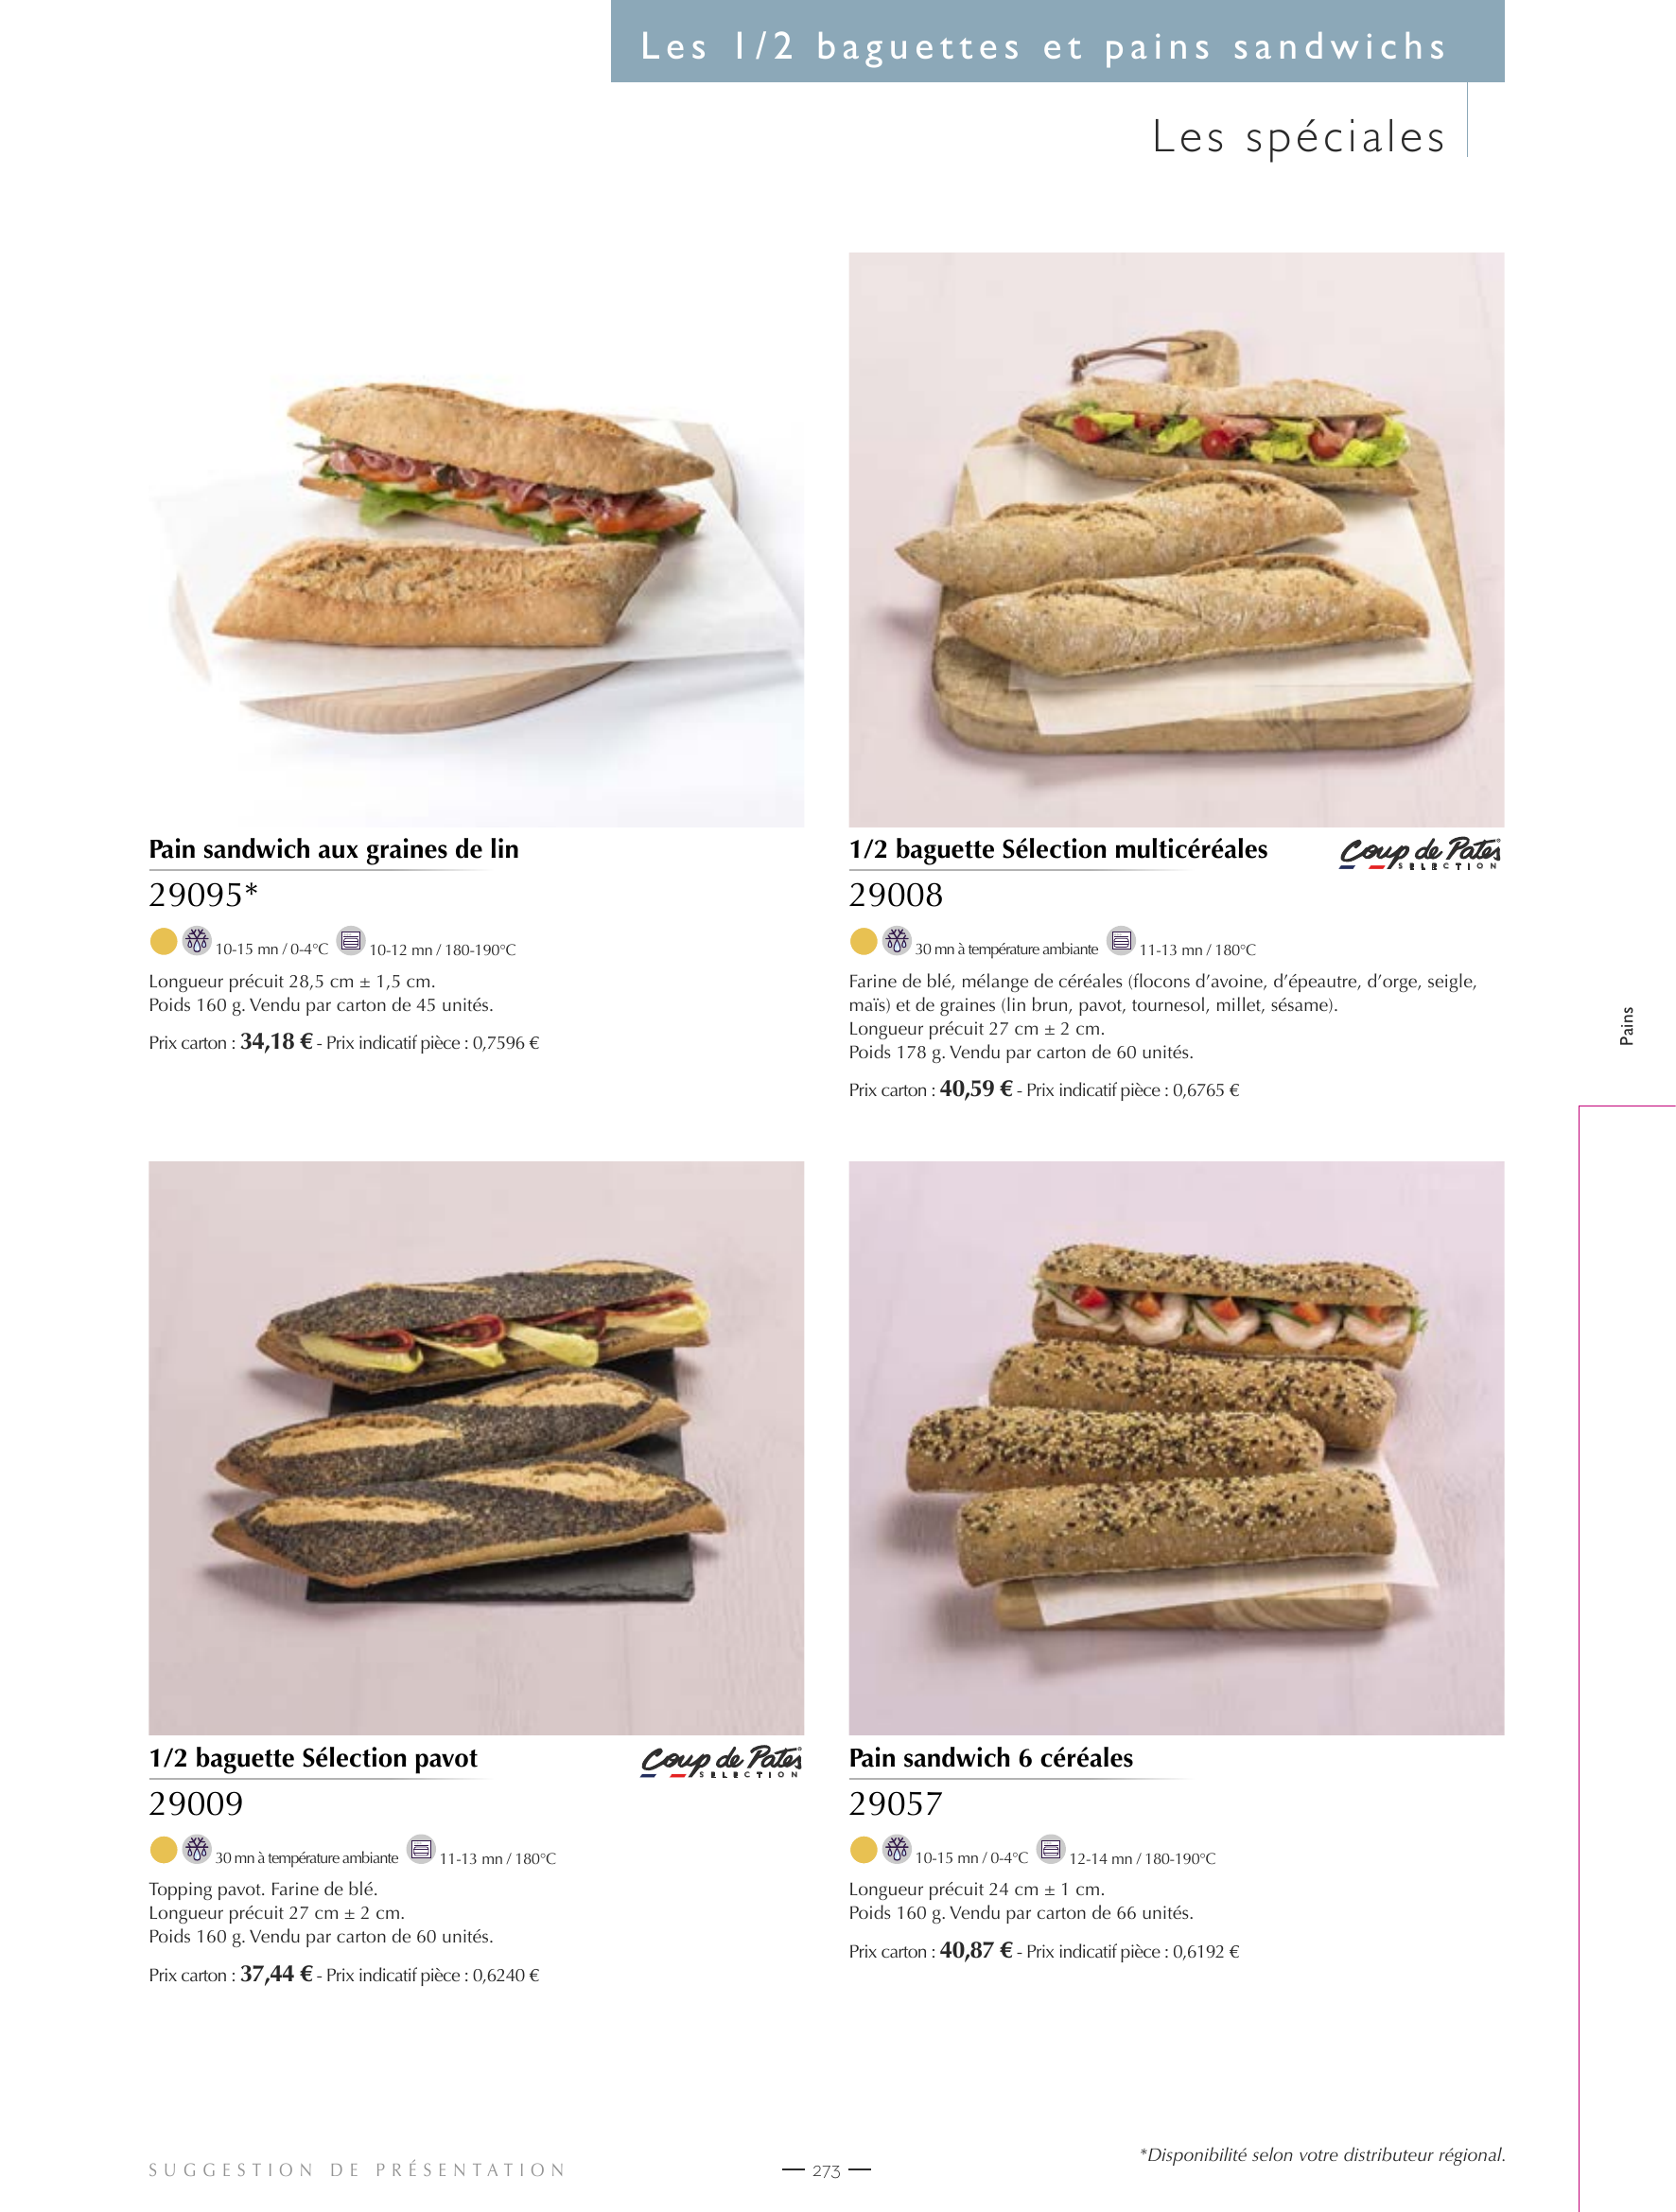 Les 1/2 baguettes et pains sandwichs
Les spéciales
Pain sandwich aux graines de lin
29095*
10-15 mn / 0-4°C 10-12 mn / 180-190°C
Longueur précuit 28,5 cm ± 1,5 cm.
Poids 160 g. Vendu par carton de 45 unités.
Prix carton : 34,18 € - Prix indicatif pièce : 0,7596 €
1/2 baguette Sélection multicéréales
Coup de Pates®
SELECTION
29008
30 mn à température ambiante 11-13 mn / 180°C
Farine de blé, mélange de céréales (flocons d’avoine, d’épeautre, d’orge, seigle,
maïs) et de graines (lin brun, pavot, tournesol, millet, sésame).
Longueur précuit 27 cm ± 2 cm.
Poids 178 g. Vendu par carton de 60 unités.
Prix carton : 40,59 € - Prix indicatif pièce : 0,6765 €
Pains
1/2 baguette Sélection pavot
Coup de Pates®
SELECTION
29009
30 mn à température ambiante 11-13 mn / 180°C
Topping pavot. Farine de blé.
Longueur précuit 27 cm ± 2 cm.
Poids 160 g. Vendu par carton de 60 unités.
Prix carton : 37,44 € - Prix indicatif pièce : 0,6240 €
Pain sandwich 6 céréales
29057
10-15 mn / 0-4°C 12-14 mn / 180-190°C
Longueur précuit 24 cm ± 1 cm.
Poids 160 g. Vendu par carton de 66 unités.
Prix carton : 40,87 € - Prix indicatif pièce : 0,6192 €
*Disponibilité selon votre distributeur régional.
SUGGESTION DE PRÉSENTATION
— 273 —